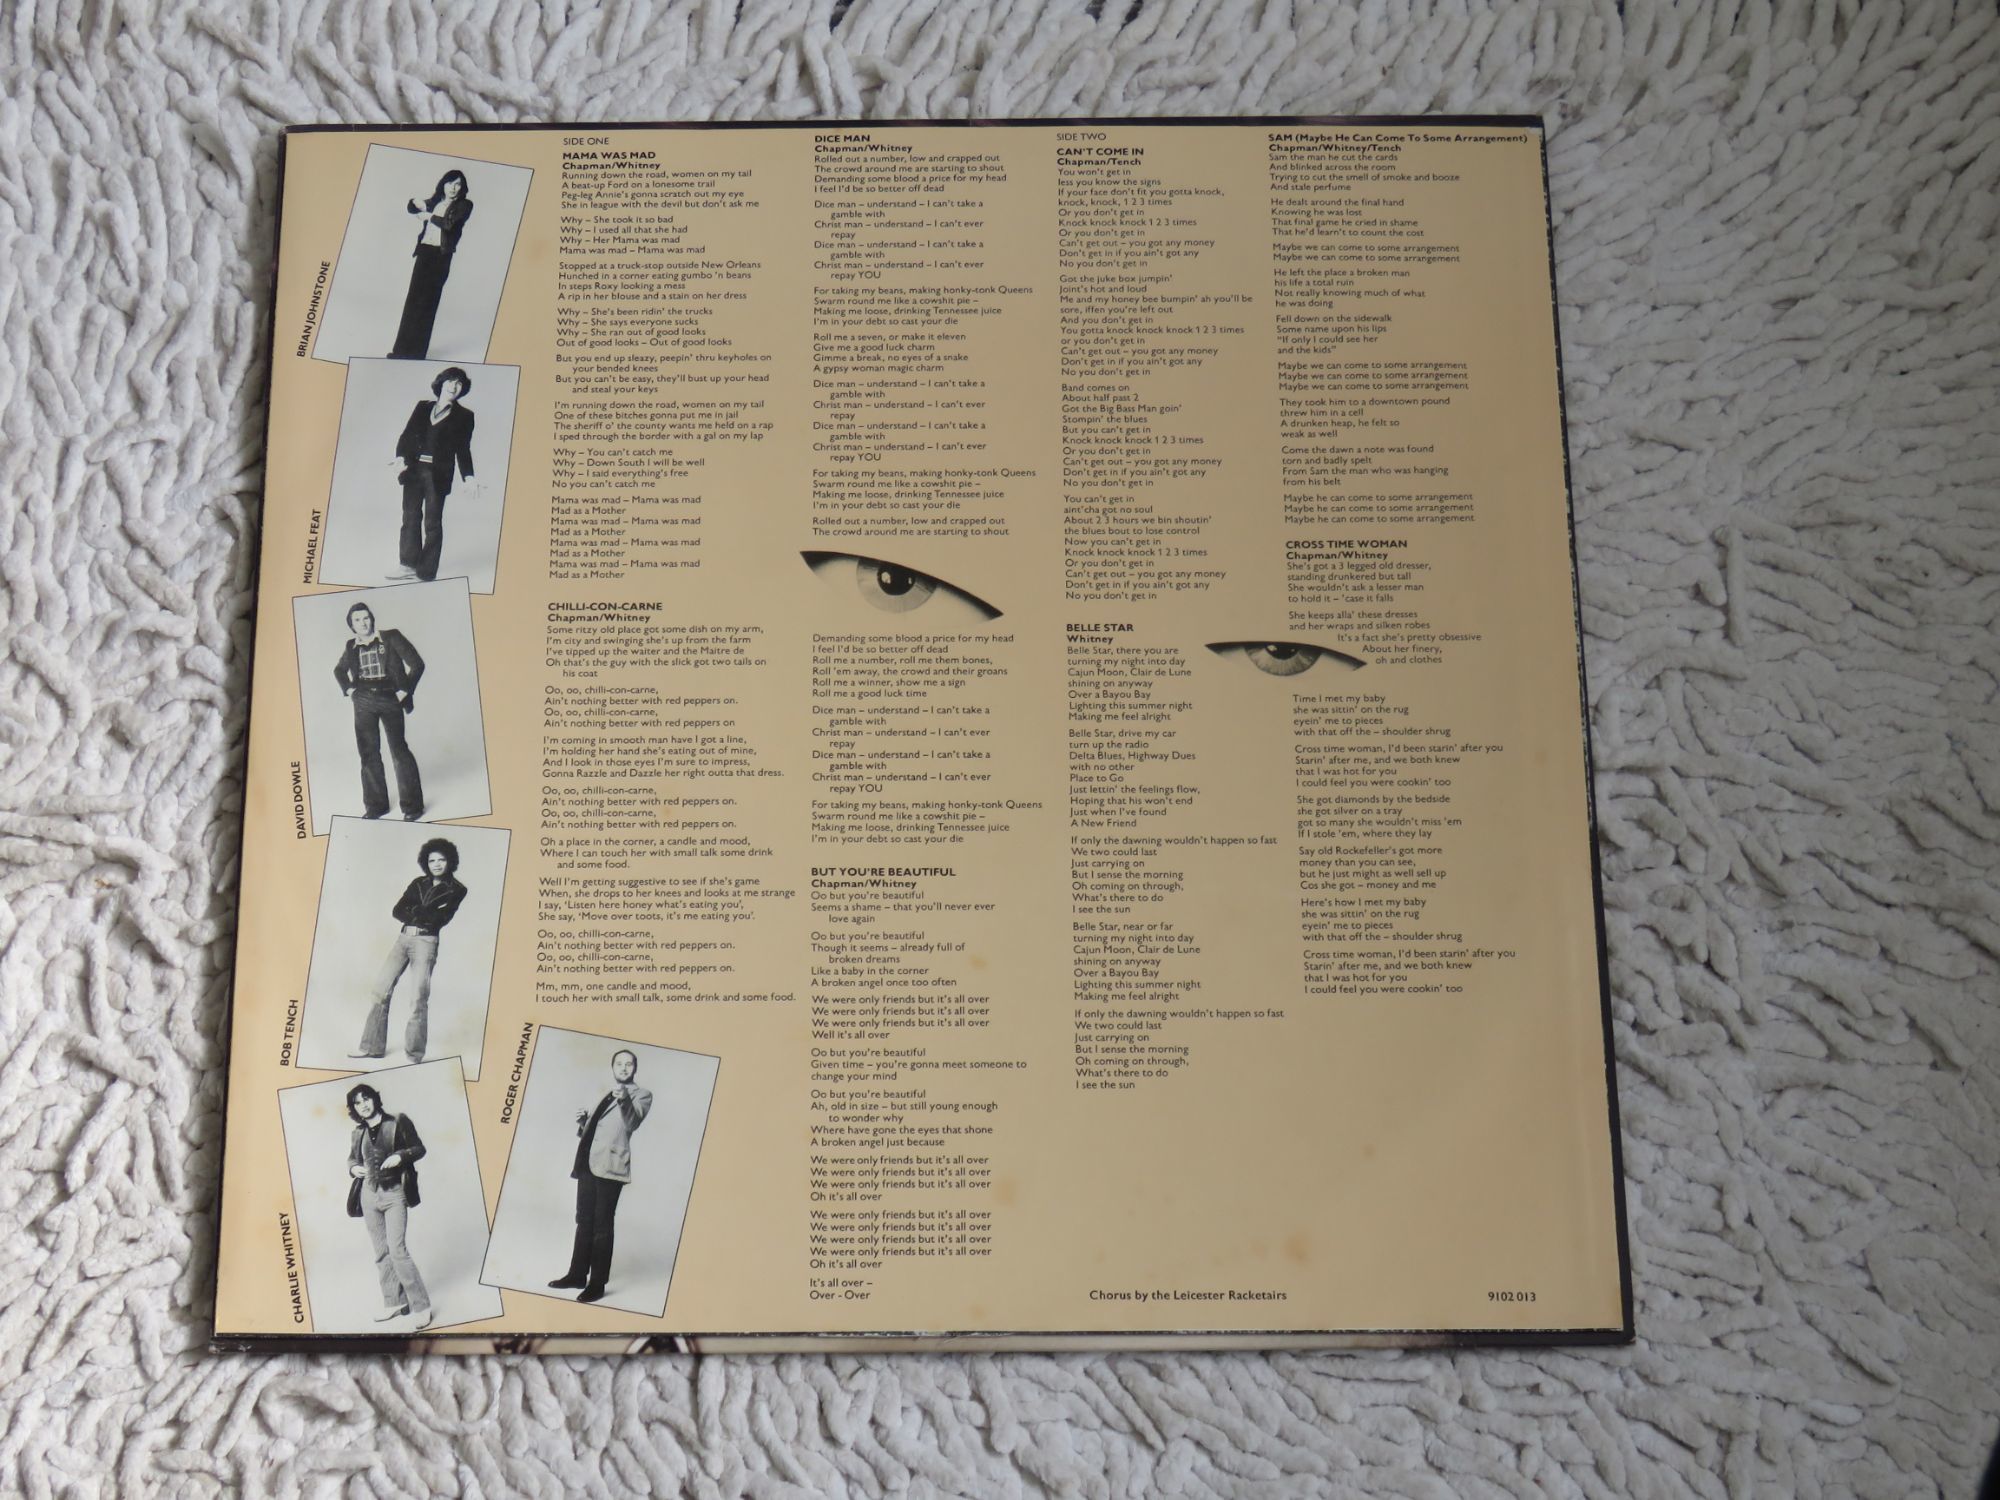 BRIAN JOHNSTONE
MICHAEL FEAT
DAVID DOWLE
BOB TENCH
CHARLIE WHITNEY
ROGER CHAPMAN
SIDE ONE
MAMA WAS MAD
Chapman/Whitney
Running down the road, women on my tail
A beat-up Ford on a lonesome trail
Peg-leg Annie's gonna scratch out my eye
She in league with the devil but don't ask me
Why – She took it so bad
Why – I used all that she had
Why – Her Mama was mad
Mama was mad – Mama was mad
Stopped at a truck-stop outside New Orleans
Hunched in a corner eating gumbo 'n beans
In steps Roxy looking a mess
A rip in her blouse and a stain on her dress
Why – She's been ridin' the trucks
Why – She says everyone sucks
Why – She ran out of good looks
Out of good looks – Out of good looks
But you end up sleazy, peepin' thru keyholes on
your bended knees
But you can't be easy, they'll bust up your head
and steal your keys
I'm running down the road, women on my tail
One of these bitches gonna put me in jail
The sheriff o' the county wants me held on a rap
I sped through the border with a gal on my lap
Why – You can't catch me
Why – Down South I will be well
Why – I said everything's free
No you can't catch me
Mama was mad – Mama was mad
Mad as a Mother
Mama was mad – Mama was mad
Mad as a Mother
Mama was mad – Mama was mad
Mad as a Mother
Mama was mad – Mama was mad
Mad as a Mother
CHILLI-CON-CARNE
Chapman/Whitney
Some ritzy old place got some dish on my arm,
I'm city and swinging she's up from the farm
I've tipped up the waiter and the Maitre de
Oh that's the guy with the slick got two tails on
his coat
Oo, oo, chilli-con-carne,
Ain't nothing better with red peppers on.
Oo, oo, chilli-con-carne,
Ain't nothing better with red peppers on
I'm coming in smooth man have I got a line,
I'm holding her hand she's eating out of mine,
And I look in those eyes I'm sure to impress,
Gonna Razzle and Dazzle her right outta that dress.
Oo, oo, chilli-con-carne,
Ain't nothing better with red peppers on.
Oo, oo, chilli-con-carne,
Ain't nothing better with red peppers on.
Oh a place in the corner, a candle and mood,
Where I can touch her with small talk some drink
and some food.
Well I'm getting suggestive to see if she's game
When, she drops to her knees and looks at me strange
I say, 'Listen here honey what's eating you',
She say, 'Move over toots, it's me eating you'.
Oo, oo, chilli-con-carne,
Ain't nothing better with red peppers on.
Oo, oo, chilli-con-carne,
Ain't nothing better with red peppers on.
Mm, mm, one candle and mood,
I touch her with small talk, some drink and some food.
DICE MAN
Chapman/Whitney
Rolled out a number, low and crapped out
The crowd around me are starting to shout
Demanding some blood a price for my head
I feel I'd be so better off dead
Dice man – understand – I can't take a
gamble with
Christ man – understand – I can't ever
repay
Dice man – understand – I can't take a
gamble with
Christ man – understand – I can't ever
repay YOU
For taking my beans, making honky-tonk Queens
Swarm round me like a cowshit pie –
Making me loose, drinking Tennessee juice
I'm in your debt so cast your die
Roll me a seven, or make it eleven
Give me a good luck charm
Gimme a break, no eyes of a snake
A gypsy woman magic charm
Dice man – understand – I can't take a
gamble with
Christ man – understand – I can't ever
repay
Dice man – understand – I can't take a
gamble with
Christ man – understand – I can't ever
repay YOU
For taking my beans, making honky-tonk Queens
Swarm round me like a cowshit pie –
Making me loose, drinking Tennessee juice
I'm in your debt so cast your die
Rolled out a number, low and crapped out
The crowd around me are starting to shout
Demanding some blood a price for my head
I feel I'd be so better off dead
Roll me a number, roll me them bones,
Roll 'em away, the crowd and their groans
Roll me a winner, show me a sign
Roll me a good luck time
Dice man – understand – I can't take a
gamble with
Christ man – understand – I can't ever
repay
Dice man – understand – I can't take a
gamble with
Christ man – understand – I can't ever
repay YOU
For taking my beans, making honky-tonk Queens
Swarm round me like a cowshit pie –
Making me loose, drinking Tennessee juice
I'm in your debt so cast your die
BUT YOU'RE BEAUTIFUL
Chapman/Whitney
Oo but you're beautiful
Seems a shame – that you'll never ever
love again
Oo but you're beautiful
Though it seems – already full of
broken dreams
Like a baby in the corner
A broken angel once too often
We were only friends but it's all over
We were only friends but it's all over
We were only friends but it's all over
Well it's all over
Oo but you're beautiful
Given time – you're gonna meet someone to
change your mind
Oo but you're beautiful
Ah, old in size – but still young enough
to wonder why
Where have gone the eyes that shone
A broken angel just because
We were only friends but it's all over
We were only friends but it's all over
We were only friends but it's all over
Oh it's all over
We were only friends but it's all over
We were only friends but it's all over
We were only friends but it's all over
We were only friends but it's all over
Oh it's all over
It's all over –
Over - Over
SIDE TWO
CAN'T COME IN
Chapman/Tench
You won't get in
less you know the signs
If your face don't fit you gotta knock,
knock, knock, 1 2 3 times
Or you don't get in
Knock knock knock 1 2 3 times
Or you don't get in
Can't get out – you got any money
Don't get in if you ain't got any
No you don't get in
Got the juke box jumpin'
Joint's hot and loud
Me and my honey bee bumpin' ah you'll be
sore, iffen you're left out
And you don't get in
You gotta knock knock knock 1 2 3 times
or you don't get in
Can't get out – you got any money
Don't get in if you ain't got any
No you don't get in
Band comes on
About half past 2
Got the Big Bass Man goin'
Stompin' the blues
But you can't get in
Knock knock knock 1 2 3 times
Or you don't get in
Can't get out – you got any money
Don't get in if you ain't got any
No you don't get in
You can't get in
aint'cha got no soul
About 2 3 hours we bin shoutin'
the blues bout to lose control
Now you can't get in
Knock knock knock 1 2 3 times
Or you don't get in
Can't get out – you got any money
Don't get in if you ain't got any
No you don't get in
BELLE STAR
Whitney
Belle Star, there you are
turning my night into day
Cajun Moon, Clair de Lune
shining on anyway
Over a Bayou Bay
Lighting this summer night
Making me feel alright
Belle Star, drive my car
turn up the radio
Delta Blues, Highway Dues
with no other
Place to Go
Just lettin' the feelings flow,
Hoping that his won't end
Just when I've found
A New Friend
If only the dawning wouldn't happen so fast
We two could last
Just carrying on
But I sense the morning
Oh coming on through,
What's there to do
I see the sun
Belle Star, near or far
turning my night into day
Cajun Moon, Clair de Lune
shining on anyway
Over a Bayou Bay
Lighting this summer night
Making me feel alright
If only the dawning wouldn't happen so fast
We two could last
Just carrying on
But I sense the morning
Oh coming on through,
What's there to do
I see the sun
SAM (Maybe He Can Come To Some Arrangement)
Chapman/Whitney/Tench
Sam the man he cut the cards
And blinked across the room
Trying to cut the smell of smoke and booze
And stale perfume
He dealt around the final hand
Knowing he was lost
That final game he cried in shame
That he'd learn't to count the cost
Maybe we can come to some arrangement
Maybe we can come to some arrangement
He left the place a broken man
his life a total ruin
Not really knowing much of what
he was doing
Fell down on the sidewalk
Some name upon his lips
"If only I could see her
and the kids"
Maybe we can come to some arrangement
Maybe we can come to some arrangement
Maybe we can come to some arrangement
They took him to a downtown pound
threw him in a cell
A drunken heap, he felt so
weak as well
Come the dawn a note was found
torn and badly spelt
From Sam the man who was hanging
from his belt
Maybe he can come to some arrangement
Maybe he can come to some arrangement
Maybe he can come to some arrangement
CROSS TIME WOMAN
Chapman/Whitney
She's got a 3 legged old dresser,
standing drunkered but tall
She wouldn't ask a lesser man
to hold it – 'case it falls
She keeps alla' these dresses
and her wraps and silken robes
It's a fact she's pretty obsessive
About her finery,
oh and clothes
Time I met my baby
she was sittin' on the rug
eyein' me to pieces
with that off the – shoulder shrug
Cross time woman, I'd been starin' after you
Starin' after me, and we both knew
that I was hot for you
I could feel you were cookin' too
She got diamonds by the bedside
she got silver on a tray
got so many she wouldn't miss 'em
If I stole 'em, where they lay
Say old Rockefeller's got more
money than you can see,
but he just might as well sell up
Cos she got – money and me
Here's how I met my baby
she was sittin' on the rug
eyein' me to pieces
with that off the – shoulder shrug
Cross time woman, I'd been starin' after you
Starin' after me, and we both knew
that I was hot for you
I could feel you were cookin' too
Chorus by the Leicester Racketairs
9102 013